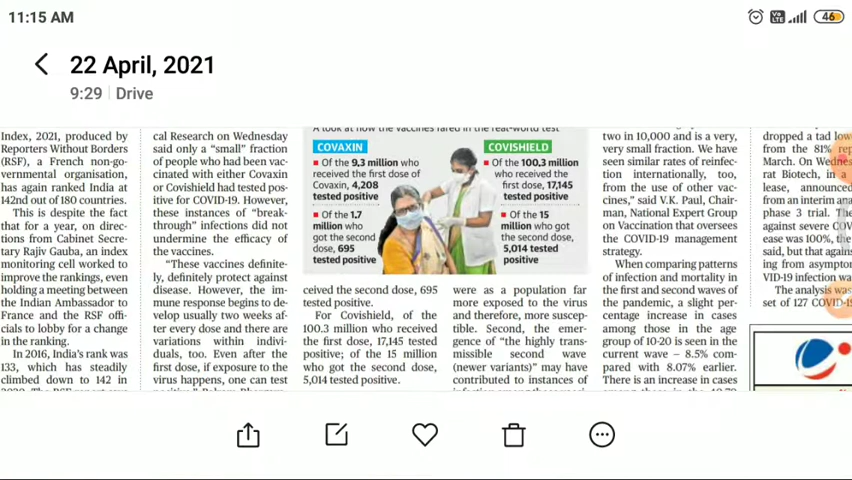 11:15 AM
Vo
LTE
46
22 April, 2021
9:29 Drive
Index, 2021, produced by
Reporters Without Borders
(RSF), a French non-go-
vernmental organisation,
has again ranked India at
142nd out of 180 countries.
This is despite the fact
that for a year, on direc-
tions from Cabinet Secre-
tary Rajiv Gauba, an index
monitoring cell worked to
improve the rankings, even
holding a meeting between
the Indian Ambassador to
France and the RSF offi-
cials to lobby for a change
in the ranking.
In 2016, India's rank was
133, which has steadily
climbed down to 142 in
cal Research on Wednesday
said only a “small” fraction
of people who had been vac-
cinated with either Covaxin
or Covishield had tested pos-
itive for COVID-19. However,
these instances of “break-
through” infections did not
undermine the efficacy of
the vaccines.
“These vaccines definite-
ly, definitely protect against
disease. However, the im-
mune response begins to de-
velop usually two weeks af-
ter every dose and there are
variations within individ-
uals, too. Even after the
first dose, if exposure to the
virus happens, one can test
A look at how the vaccines fared in the real-world test
COVAXIN
Of the 9,3 million who
received the first dose of
Covaxin, 4,208
tested positive
Of the 1.7
million who
got the second
dose, 695
tested positive
COVISHIELD
Of the 100,3 million
who received the
first dose, 17,145
tested positive
Of the 15
million who got
the second dose,
5,014 tested
positive
ceived the second dose, 695
tested positive.
For Covishield, of the
100.3 million who received
the first dose, 17,145 tested
positive; of the 15 million
who got the second dose,
5,014 tested positive.
were as a population far
more exposed to the virus
and therefore, more suscep-
tible. Second, the emer-
gence of “the highly trans-
missible second wave
(newer variants)” may have
contributed to instances of
two in 10,000 and is a very,
very small fraction. We have
seen similar rates of reinfec-
tion internationally, too,
from the use of other vac-
cines,” said V.K. Paul, Chair-
man, National Expert Group
on Vaccination that oversees
the COVID-19 management
strategy.
When comparing patterns
of infection and mortality in
the first and second waves of
the pandemic, a slight per-
centage increase in cases
among those in the age
group of 10-20 is seen in the
current wave – 8.5% com-
pared with 8.07% earlier.
There is an increase in cases
dropped a tad low
from the 81% rep
March. On Wedne
rat Biotech, in a
lease, announced
from an interim an
phase 3 trial. The
against severe COV
ease was 100%, the
said, but that again
ing from asymptom
VID-19 infection wa
The analysis was
set of 127 COVID-19